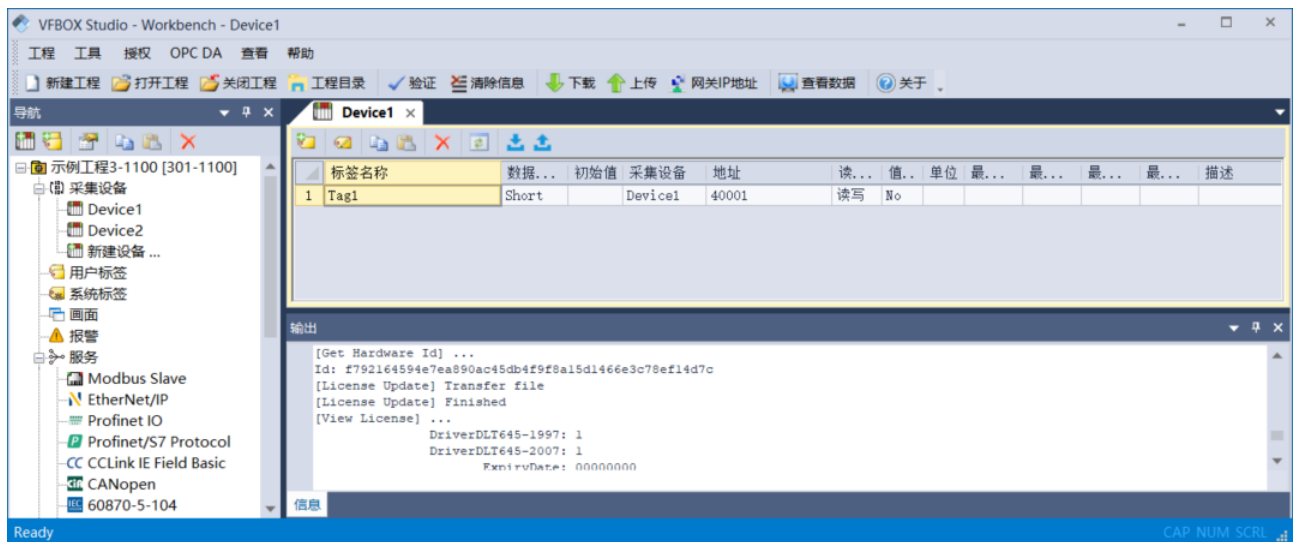 VFBOX Studio - Workbench - Device1
工程 工具 授权 OPC DA 查看 帮助
新建工程 打开工程 关闭工程 工程目录 验证 清除信息 下载 上传 网关IP地址 查看数据 关于
导航
Device1
示例工程3-1100 [301-1100]
采集设备
Device1
Device2
新建设备 ...
用户标签
系统标签
画面
报警
服务
Modbus Slave
EtherNet/IP
Profinet IO
Profinet/S7 Protocol
CCLink IE Field Basic
CANopen
60870-5-104
标签名称 数据... 初始值 采集设备 地址 读... 值.. 单位 最... 最... 最... 最... 描述
1 Tag1 Short Device1 40001 读写 No
输出
[Get Hardware Id] ...
Id: f792164594e7ea890ac45db4f9f8a15d1466e3c78ef14d7c
[License Update] Transfer file
[License Update] Finished
[View License] ...
DriverDLT645-1997: 1
DriverDLT645-2007: 1
ExpiryDate: 00000000
信息
Ready
CAP NUM SCRL